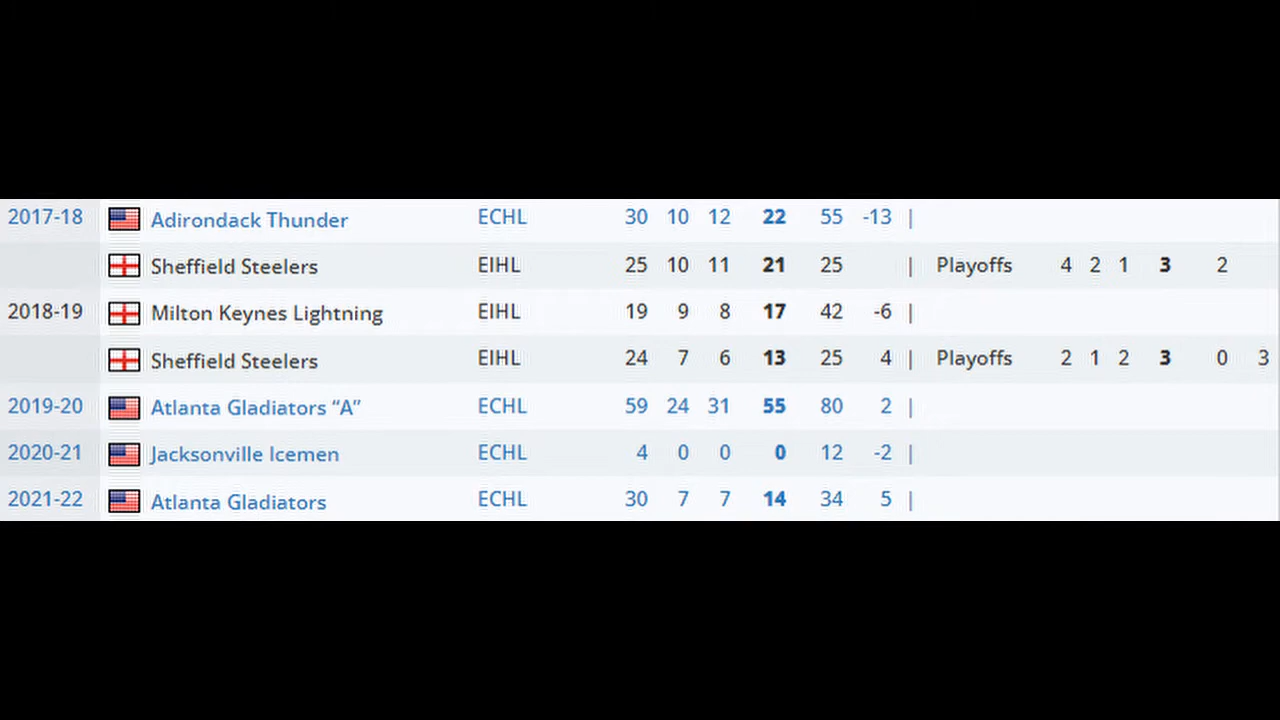 2017-18 Adirondack Thunder ECHL 30 10 12 22 55 -13 |
Sheffield Steelers EIHL 25 10 11 21 25 | Playoffs 4 2 1 3 2
2018-19 Milton Keynes Lightning EIHL 19 9 8 17 42 -6 |
Sheffield Steelers EIHL 24 7 6 13 25 4 | Playoffs 2 1 2 3 0 3
2019-20 Atlanta Gladiators “A” ECHL 59 24 31 55 80 2 |
2020-21 Jacksonville Icemen ECHL 4 0 0 0 12 -2 |
2021-22 Atlanta Gladiators ECHL 30 7 7 14 34 5 |